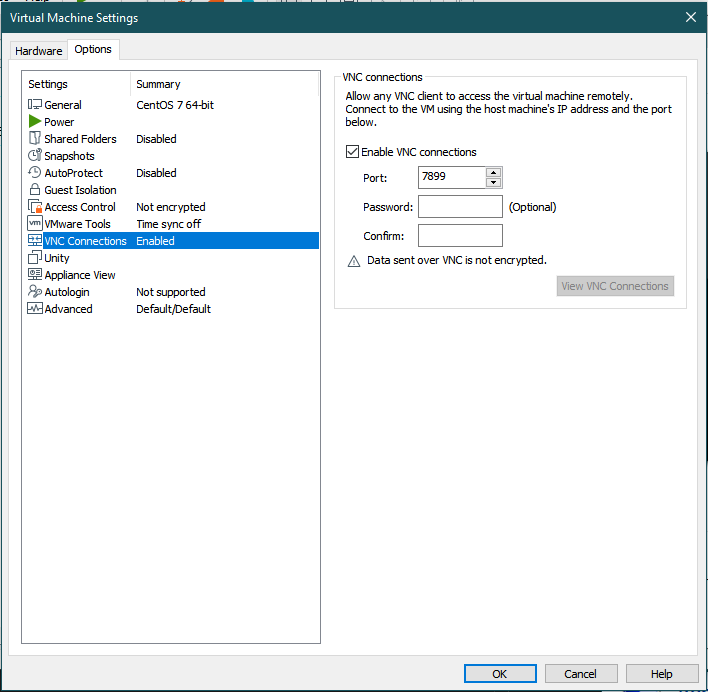 Virtual Machine Settings
Hardware
Options
Settings Summary
General CentOS 7 64-bit
Power
Shared Folders Disabled
Snapshots
AutoProtect Disabled
Guest Isolation
Access Control Not encrypted
vm VMware Tools Time sync off
VNC Connections Enabled
Unity
Appliance View
Autologin Not supported
Advanced Default/Default
VNC connections
Allow any VNC client to access the virtual machine remotely.
Connect to the VM using the host machine's IP address and the port
below.
Enable VNC connections
Port: 7899
Password: (Optional)
Confirm:
Data sent over VNC is not encrypted.
View VNC Connections
OK Cancel Help